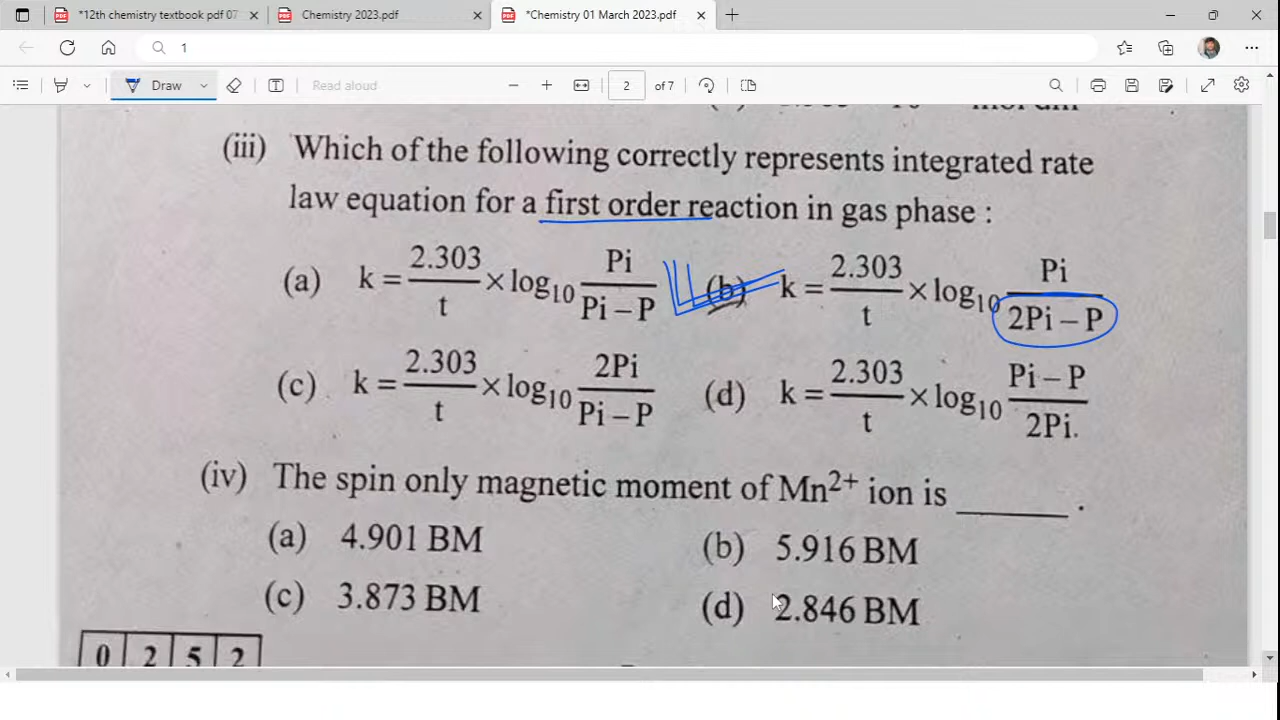 *12th chemistry textbook pdf 07
Chemistry 2023.pdf
*Chemistry 01 March 2023.pdf
1
Draw
Read aloud
2 of 7
(iii) Which of the following correctly represents integrated rate
law equation for a first order reaction in gas phase :
(a) k = 2.303/t × log10 Pi/Pi – P (b) k = 2.303/t × log10 Pi/2Pi – P
(c) k = 2.303/t × log10 2Pi/Pi – P (d) k = 2.303/t × log10 Pi – P/2Pi.
(iv) The spin only magnetic moment of Mn2+ ion is ______ .
(a) 4.901 BM (b) 5.916 BM
(c) 3.873 BM (d) 2.846 BM
0 2 5 2